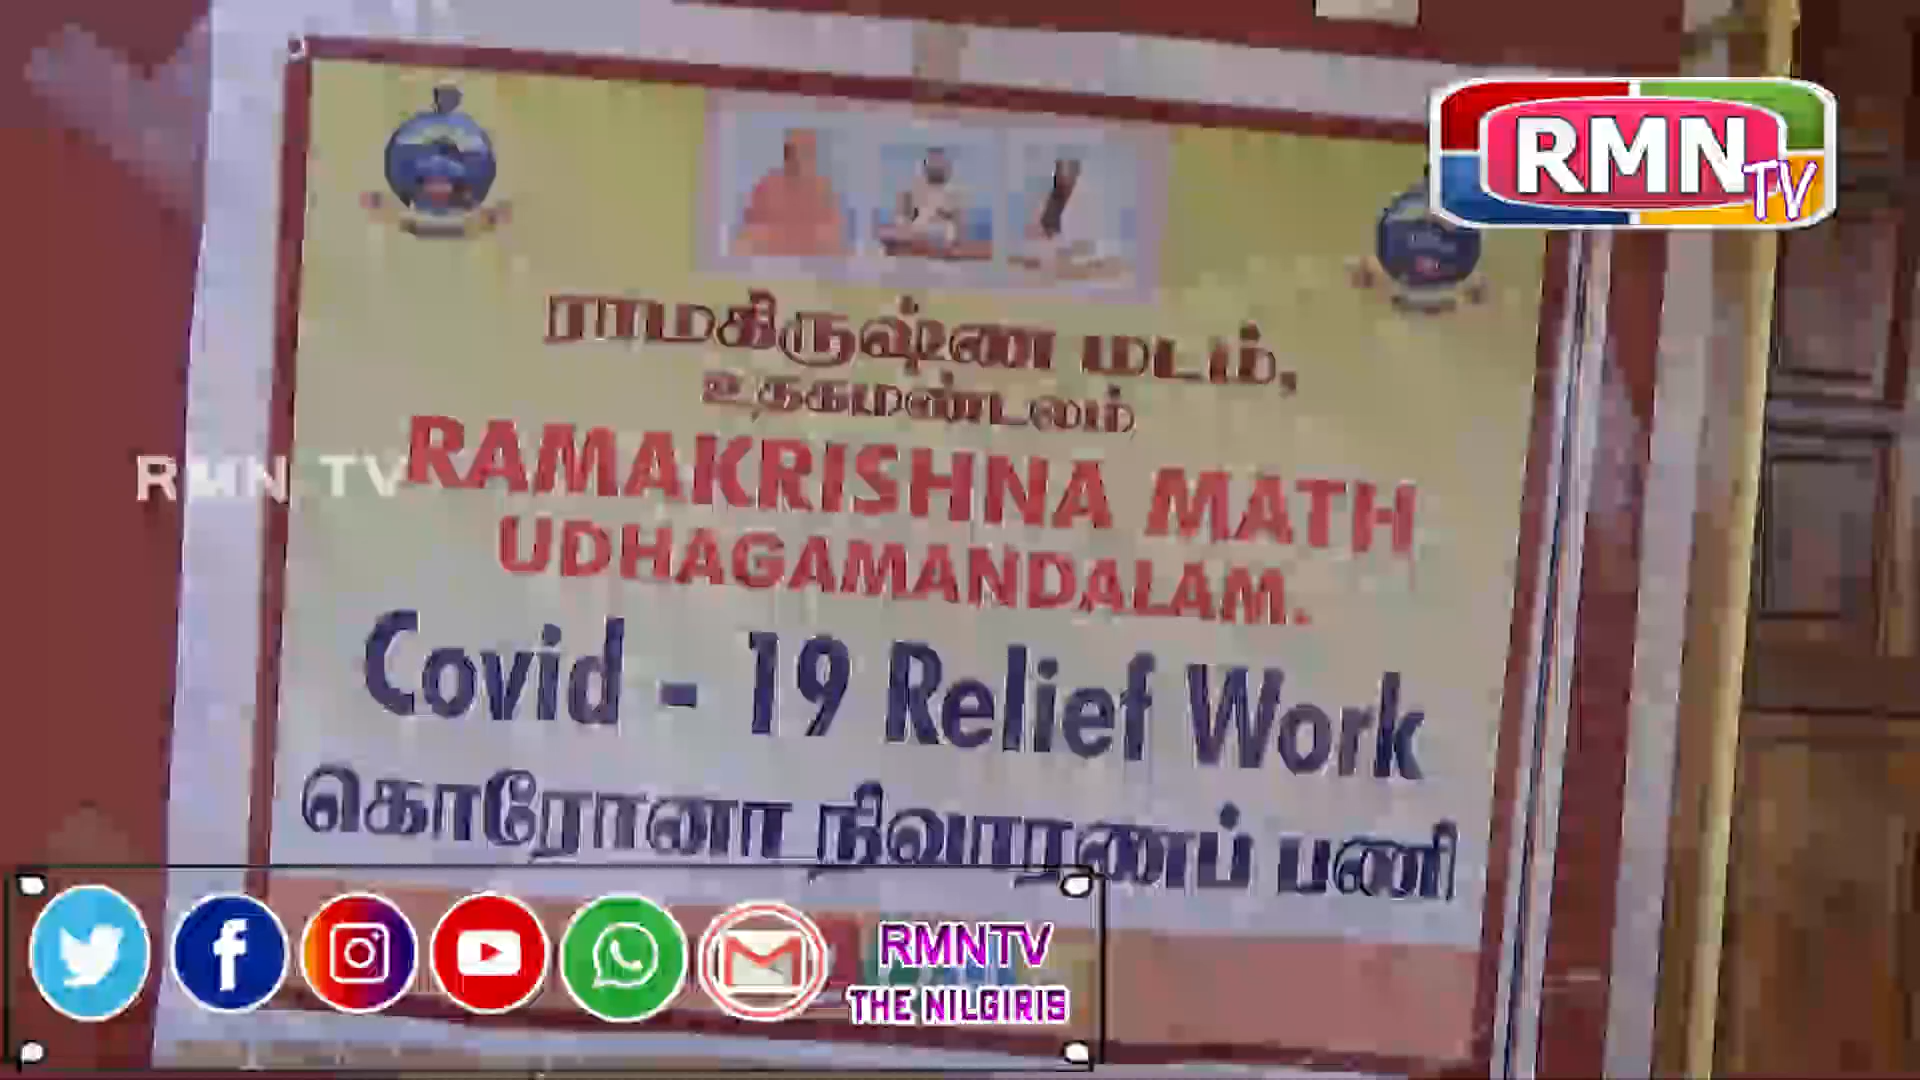 RMN TV
ராமகிருஷ்ண மடம்,
உதகமண்டலம்
RMN TV
RAMAKRISHNA MATH
UDHAGAMANDALAM.
Covid - 19 Relief Work
கொரோனா நிவாரணப் பணி
RMNTV
THE NILGIRIS